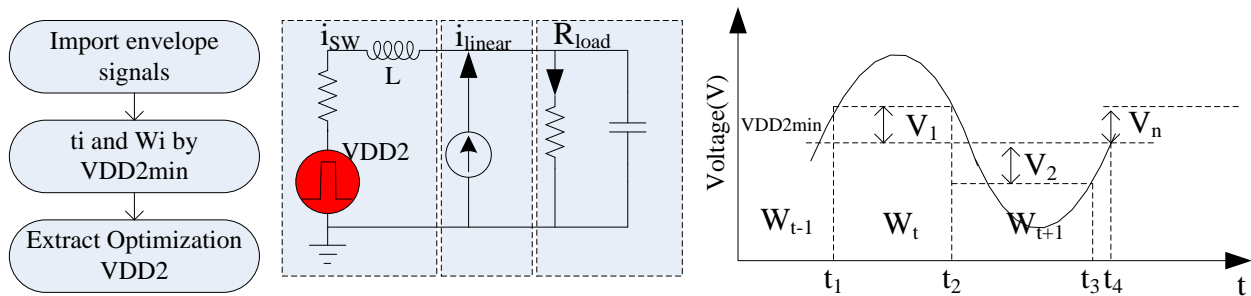 Import envelope
signals
ti and Wi by
VDD2min
Extract Optimization
VDD2
iSW
L
ilinear
Rload
VDD2
Voltage(V)
VDD2min
V1
V2
Vn
Wt-1
Wt
Wt+1
t1
t2
t3
t4
t